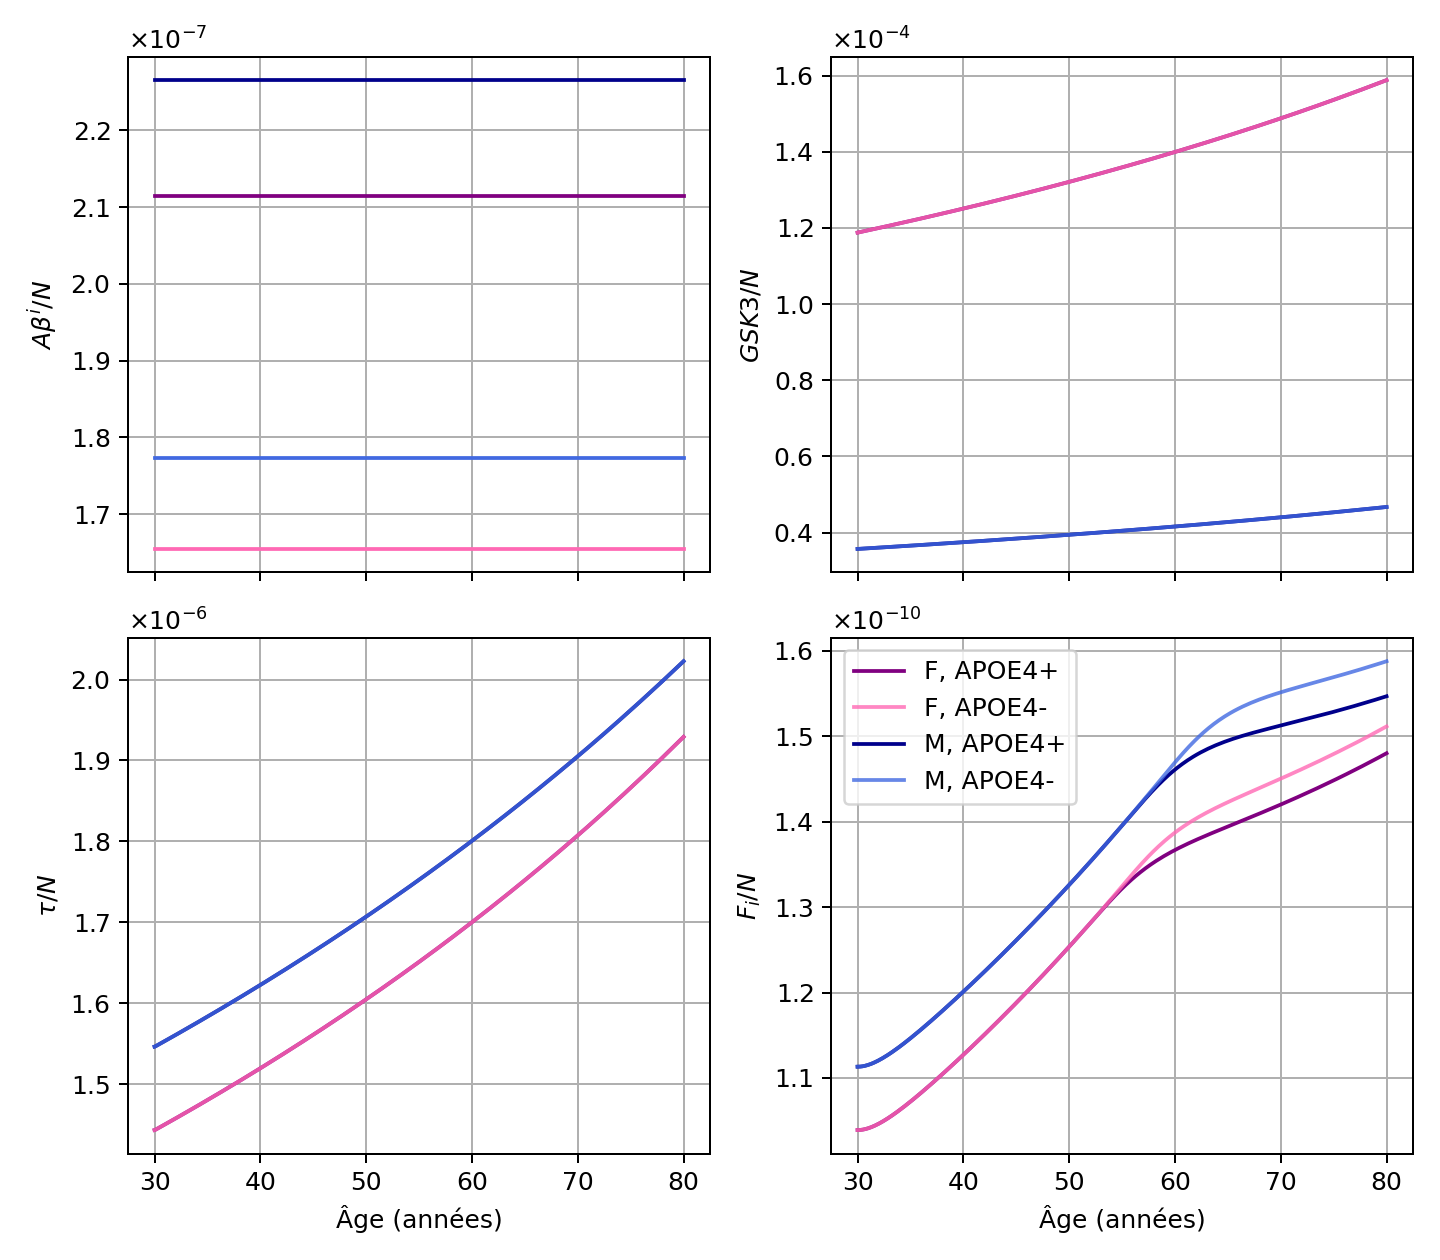 ×10⁻⁷
2.2
2.1
2.0
1.9
1.8
1.7
Aβⁱ/N
×10⁻⁴
1.6
1.4
1.2
1.0
0.8
0.6
0.4
GSK3/N
×10⁻⁶
2.0
1.9
1.8
1.7
1.6
1.5
τ/N
30 40 50 60 70 80
Âge (années)
×10⁻¹⁰
1.6
1.5
1.4
1.3
1.2
1.1
Fᵢ/N
F, APOE4+
F, APOE4-
M, APOE4+
M, APOE4-
30 40 50 60 70 80
Âge (années)